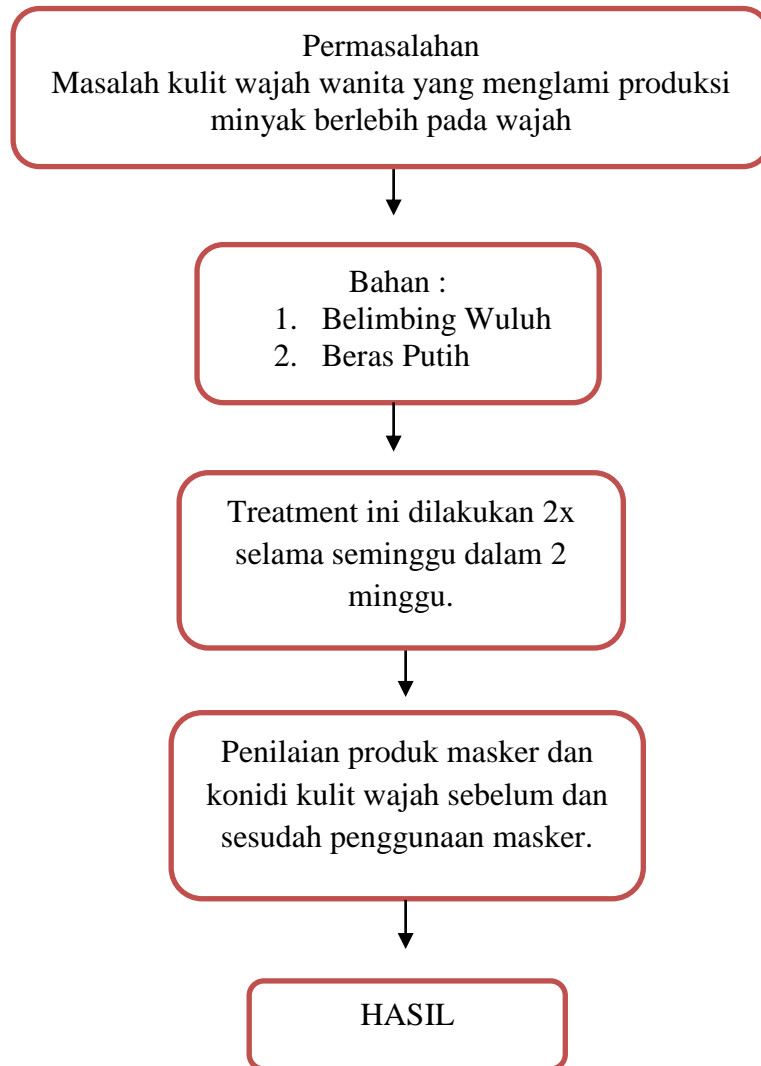 Permasalahan
Masalah kulit wajah wanita yang menglami produksi
minyak berlebih pada wajah
Bahan :
1. Belimbing Wuluh
2. Beras Putih
Treatment ini dilakukan 2x
selama seminggu dalam 2
minggu.
Penilaian produk masker dan
konidi kulit wajah sebelum dan
sesudah penggunaan masker.
HASIL